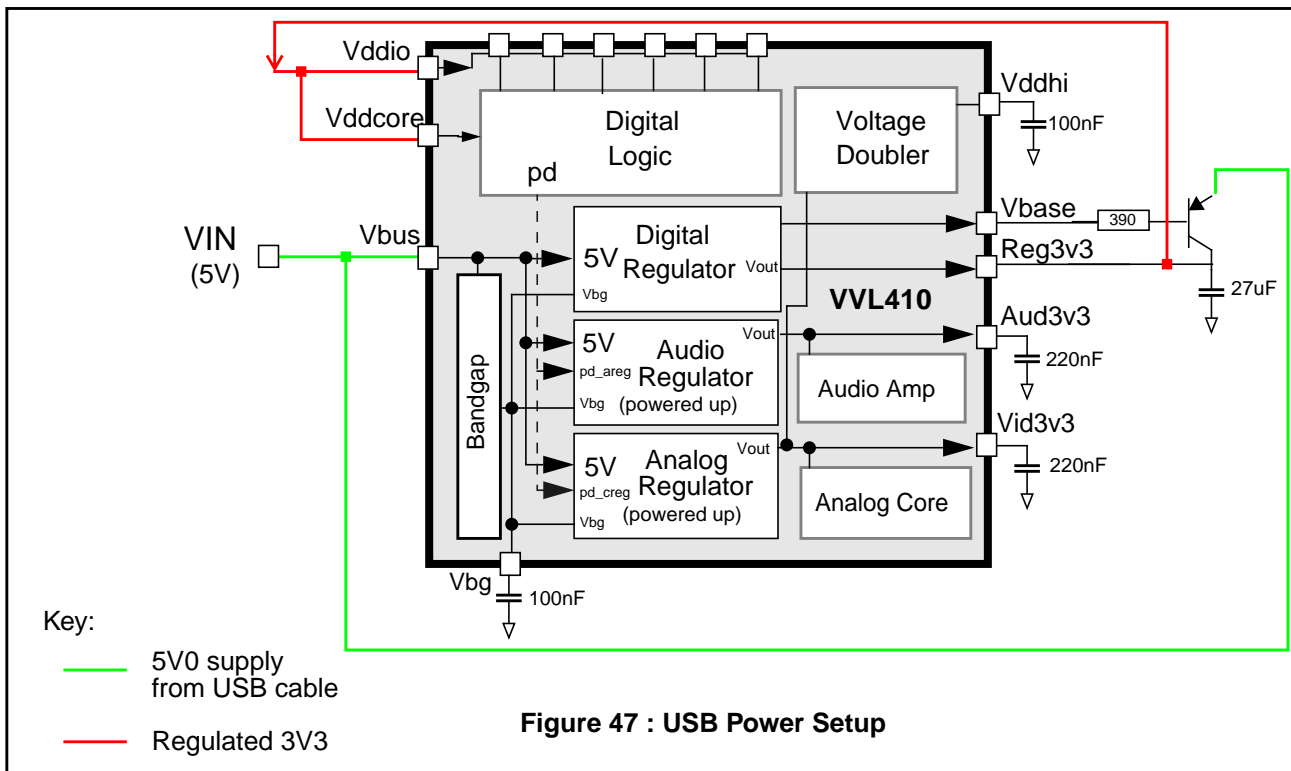 Vddio
Vddcore
VIN
(5V)
Vbus
Digital
Logic
pd
Voltage
Doubler
Vddhi
100nF
Digital
Regulator
5V
Vout
Vbg
Vbase
390
Reg3v3
27uF
VVL410
5V
Audio
Regulator
(powered up)
Vout
pd_areg
Vbg
Audio Amp
Aud3v3
220nF
Bandgap
5V
Analog
Regulator
(powered up)
Vout
pd_creg
Vbg
Analog Core
Vid3v3
220nF
Vbg
100nF
Key:
5V0 supply
from USB cable
Regulated 3V3
Figure 47 : USB Power Setup